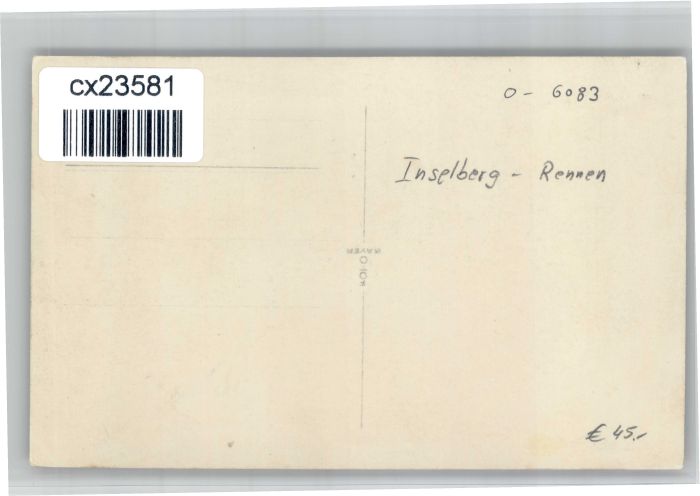 cx23581
O - 6083
Inselberg - Rennen
€ 45.-